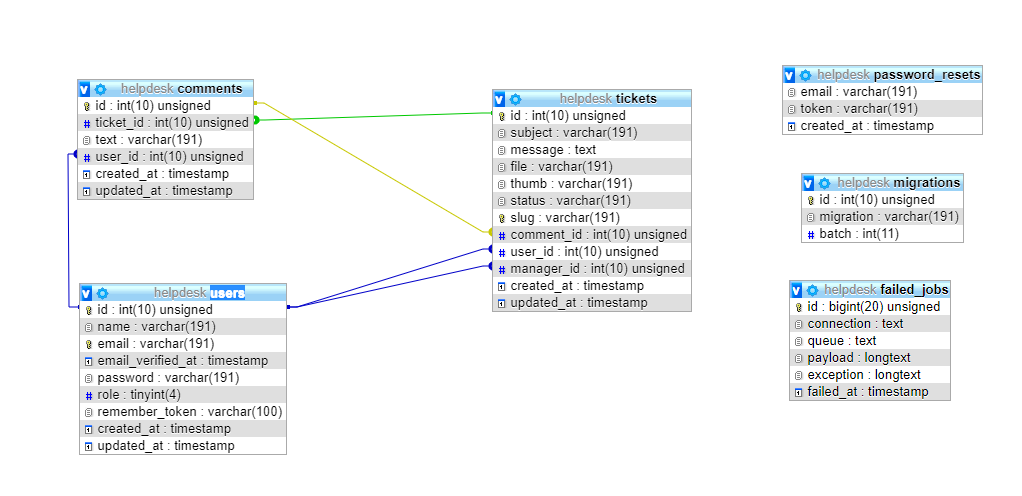 helpdesk comments
id : int(10) unsigned
ticket_id : int(10) unsigned
text : varchar(191)
user_id : int(10) unsigned
created_at : timestamp
updated_at : timestamp
helpdesk users
id : int(10) unsigned
name : varchar(191)
email : varchar(191)
email_verified_at : timestamp
password : varchar(191)
role : tinyint(4)
remember_token : varchar(100)
created_at : timestamp
updated_at : timestamp
helpdesk tickets
id : int(10) unsigned
subject : varchar(191)
message : text
file : varchar(191)
thumb : varchar(191)
status : varchar(191)
slug : varchar(191)
comment_id : int(10) unsigned
user_id : int(10) unsigned
manager_id : int(10) unsigned
created_at : timestamp
updated_at : timestamp
helpdesk password_resets
email : varchar(191)
token : varchar(191)
created_at : timestamp
helpdesk migrations
id : int(10) unsigned
migration : varchar(191)
batch : int(11)
helpdesk failed_jobs
id : bigint(20) unsigned
connection : text
queue : text
payload : longtext
exception : longtext
failed_at : timestamp